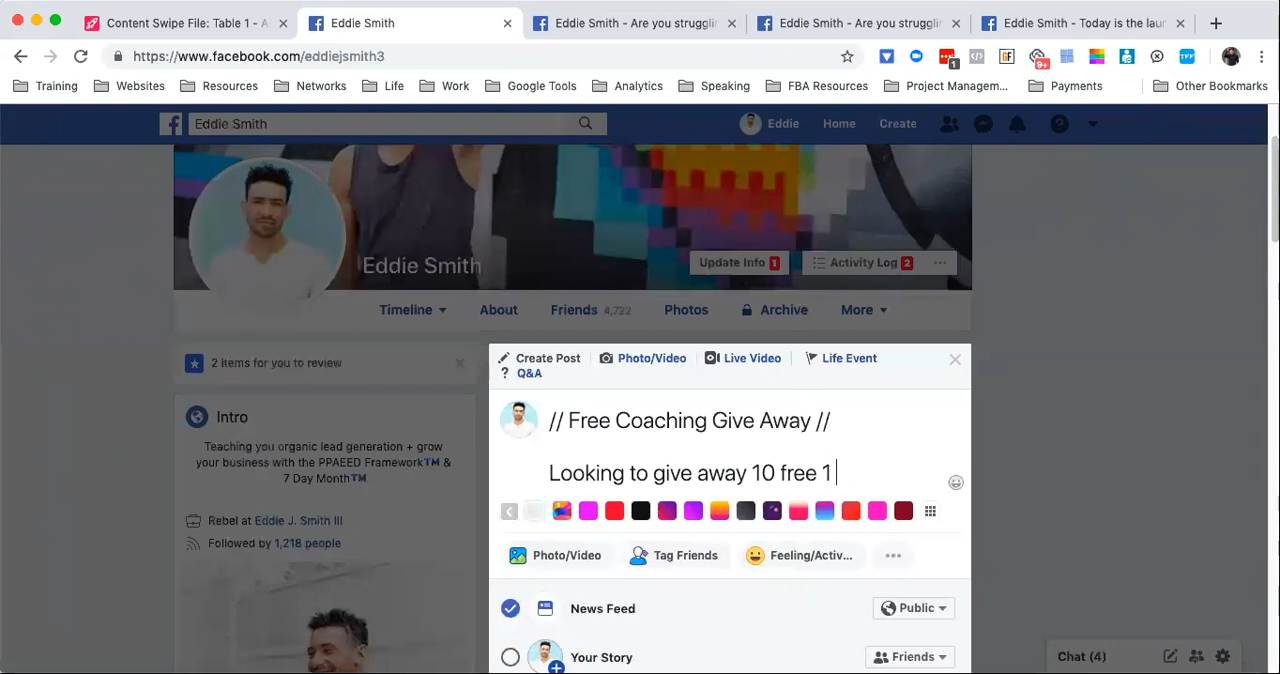 Content Swipe File: Table 1 - A
Eddie Smith
Eddie Smith - Are you strugglin
Eddie Smith - Are you strugglin
Eddie Smith - Today is the laun
https://www.facebook.com/eddiejsmith3
1
GF
9+
TFF
Training
Websites
Resources
Networks
Life
Work
Google Tools
Analytics
Speaking
FBA Resources
Project Managem...
Payments
Other Bookmarks
Eddie Smith
Eddie
Home
Create
Eddie Smith
Update Info 1
Activity Log 2
Timeline
About
Friends 4,722
Photos
Archive
More
2 items for you to review
Intro
Teaching you organic lead generation + grow
your business with the PPAEED Framework™ &
7 Day Month™
Rebel at Eddie J. Smith III
Followed by 1,218 people
Create Post
Photo/Video
Live Video
Life Event
Q&A
// Free Coaching Give Away //
Looking to give away 10 free 1
Photo/Video
Tag Friends
Feeling/Activ...
News Feed
Public
Your Story
Friends
Chat (4)